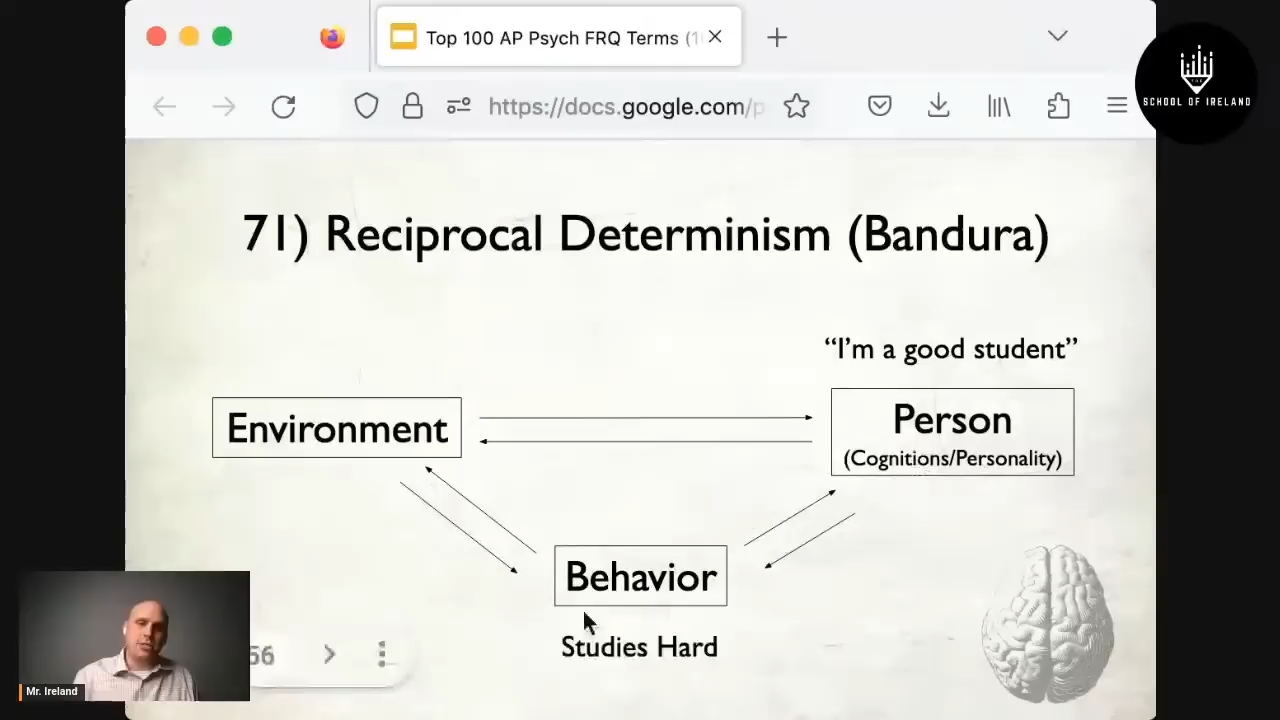 Top 100 AP Psych FRQ Terms (1
https://docs.google.com/p
THE
SCHOOL OF IRELAND
71) Reciprocal Determinism (Bandura)
“I’m a good student”
Environment
Person
(Cognitions/Personality)
Behavior
Studies Hard
56
Mr. Ireland